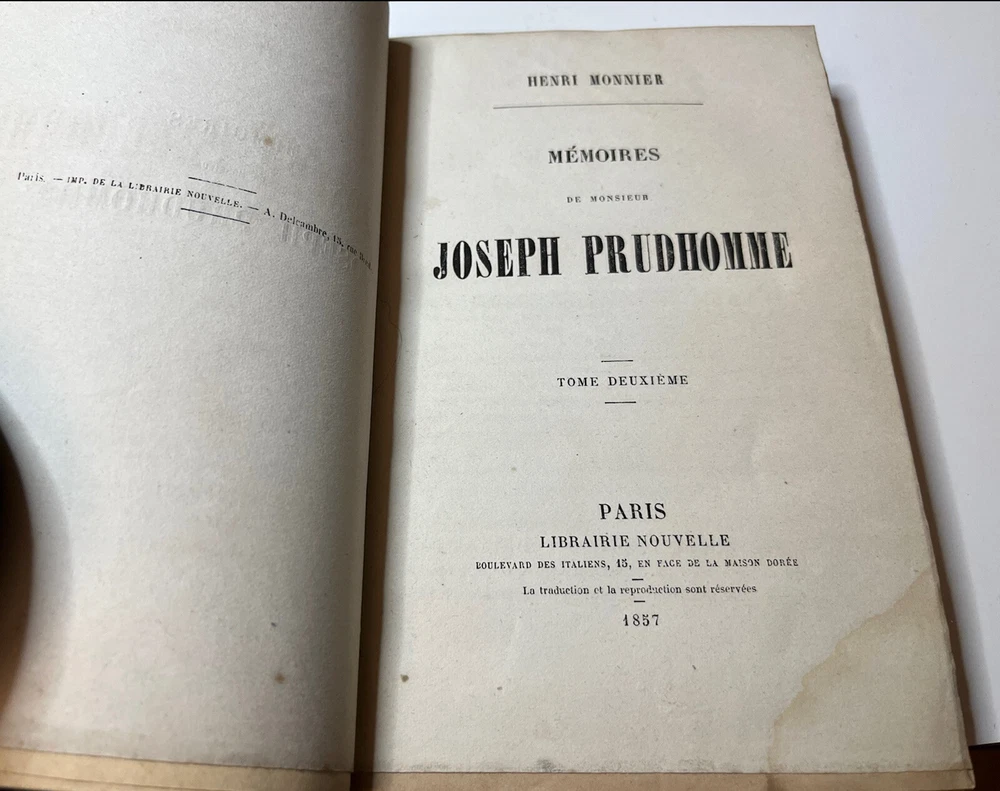 Paris. — IMP. DE LA LIBRAIRIE NOUVELLE. — A. Delcambre, 15, rue
HENRI MONNIER
MÉMOIRES
DE MONSIEUR
JOSEPH PRUDHOMME
TOME DEUXIÈME
PARIS
LIBRAIRIE NOUVELLE
BOULEVARD DES ITALIENS, 15, EN FACE DE LA MAISON DORÉE
La traduction et la reproduction sont réservées
1857